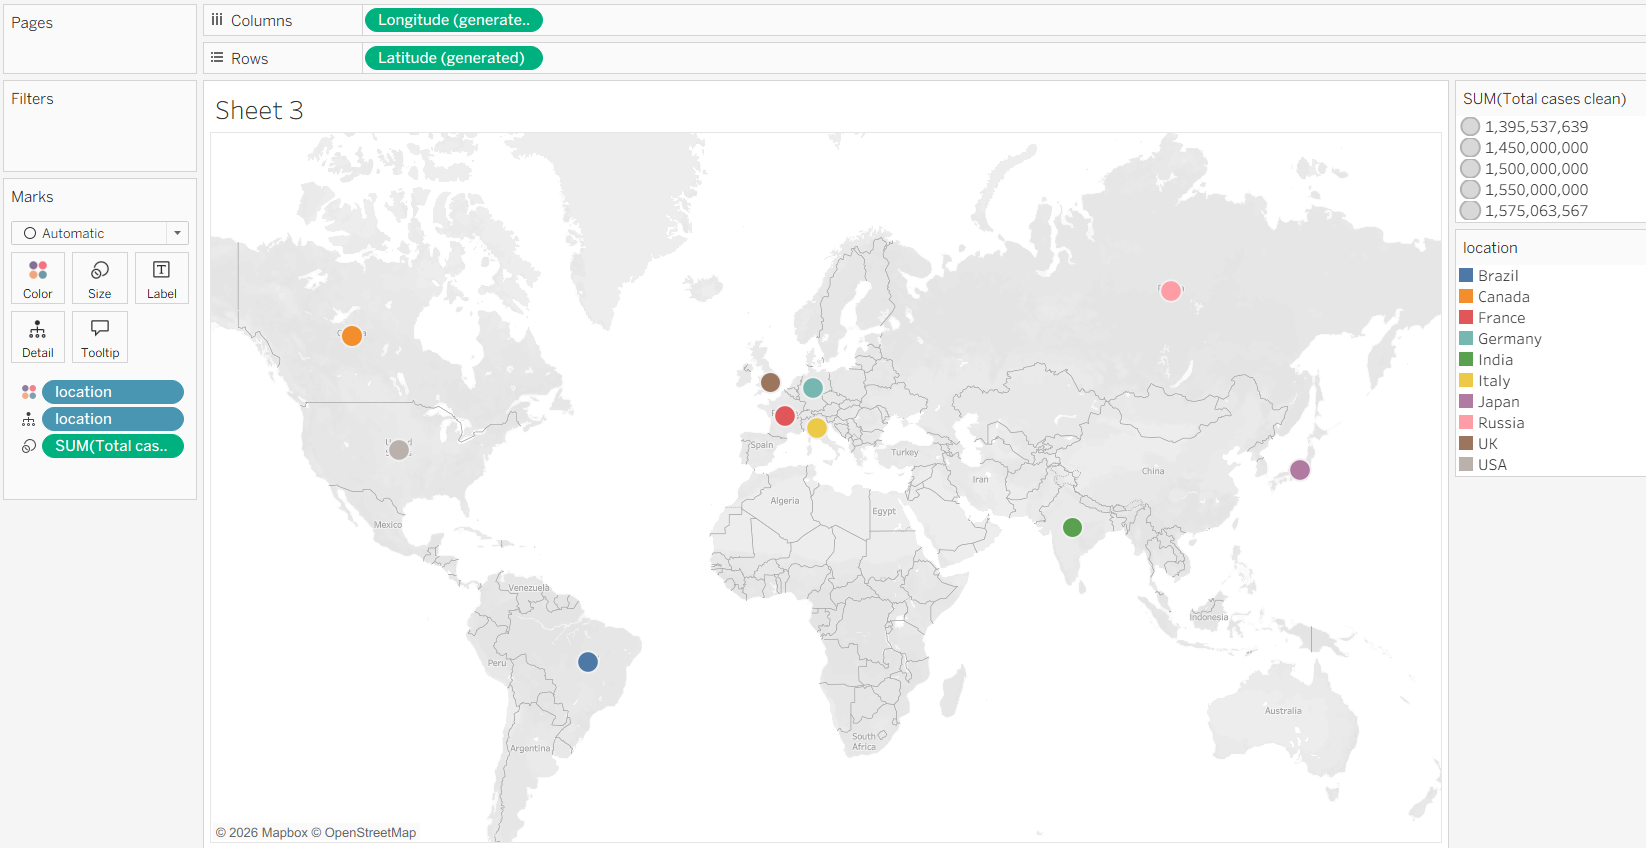 Pages
Columns
Longitude (generate..
Rows
Latitude (generated)
Filters
Marks
Automatic
Color
Size
Label
Detail
Tooltip
location
location
SUM(Total cas..
Sheet 3
Spain
Turkey
Iran
China
Algeria
Egypt
Mexico
Venezuela
Indonesia
Peru
Australia
Argentina
South
Africa
© 2026 Mapbox © OpenStreetMap
SUM(Total cases clean)
1,395,537,639
1,450,000,000
1,500,000,000
1,550,000,000
1,575,063,567
location
Brazil
Canada
France
Germany
India
Italy
Japan
Russia
UK
USA